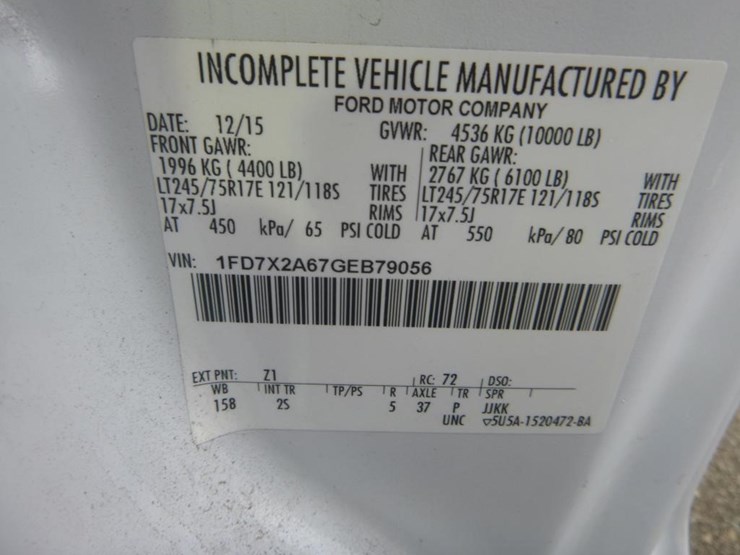 INCOMPLETE VEHICLE MANUFACTURED BY
FORD MOTOR COMPANY
DATE: 12/15 GVWR: 4536 KG (10000 LB)
FRONT GAWR: REAR GAWR:
1996 KG ( 4400 LB) WITH 2767 KG ( 6100 LB) WITH
LT245/75R17E 121/118S TIRES LT245/75R17E 121/118S TIRES
17x7.5J RIMS 17x7.5J RIMS
AT 450 kPa/ 65 PSI COLD AT 550 kPa/ 80 PSI COLD
VIN: 1FD7X2A67GEB79056
EXT PNT: Z1 RC: 72 DSO:
WB INT TR TP/PS R AXLE TR SPR
158 2S 5 37 P JJKK
UNC ▽5U5A-1520472-BA